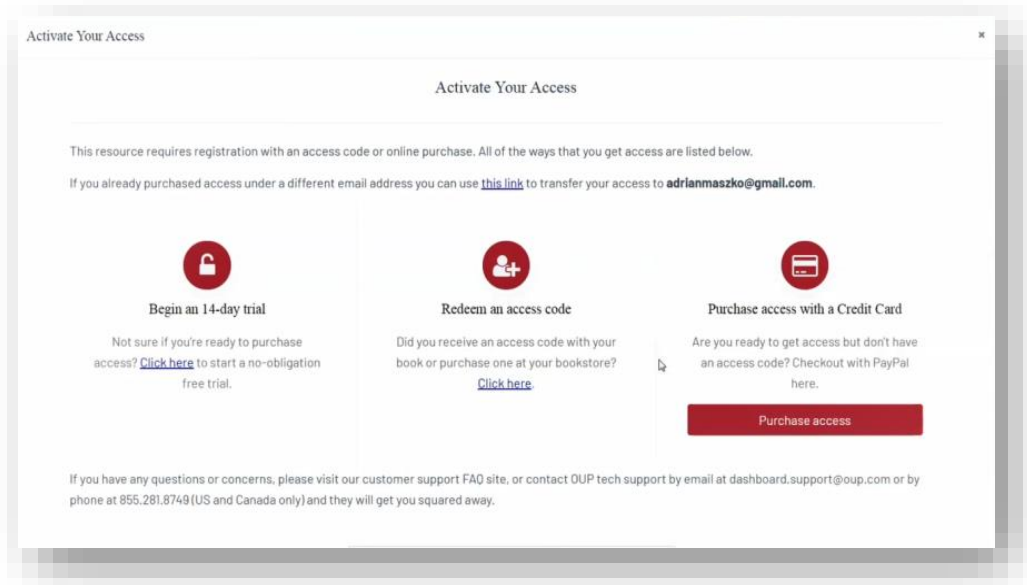 Activate Your Access
Activate Your Access
This resource requires registration with an access code or online purchase. All of the ways that you get access are listed below.
If you already purchased access under a different email address you can use this link to transfer your access to adrianmaszko@gmail.com.
Begin an 14-day trial
Not sure if you're ready to purchase
access? Click here to start a no-obligation
free trial.
Redeem an access code
Did you receive an access code with your
book or purchase one at your bookstore?
Click here.
Purchase access with a Credit Card
Are you ready to get access but don't have
an access code? Checkout with PayPal
here.
Purchase access
If you have any questions or concerns, please visit our customer support FAQ site, or contact OUP tech support by email at dashboard.support@oup.com or by
phone at 855.281.8749 (US and Canada only) and they will get you squared away.